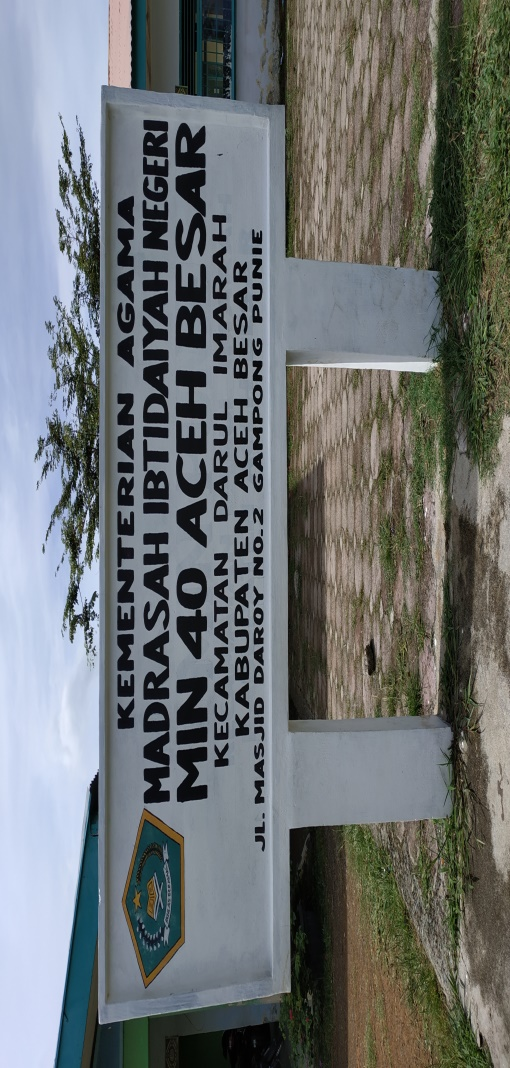 KEMENTERIAN AGAMA
MADRASAH IBTIDAIYAH NEGERI
MIN 40 ACEH BESAR
KECAMATAN DARUL IMARAH
KABUPATEN ACEH BESAR
JL. MASJID DAROY NO.2 GAMPONG PUNIE